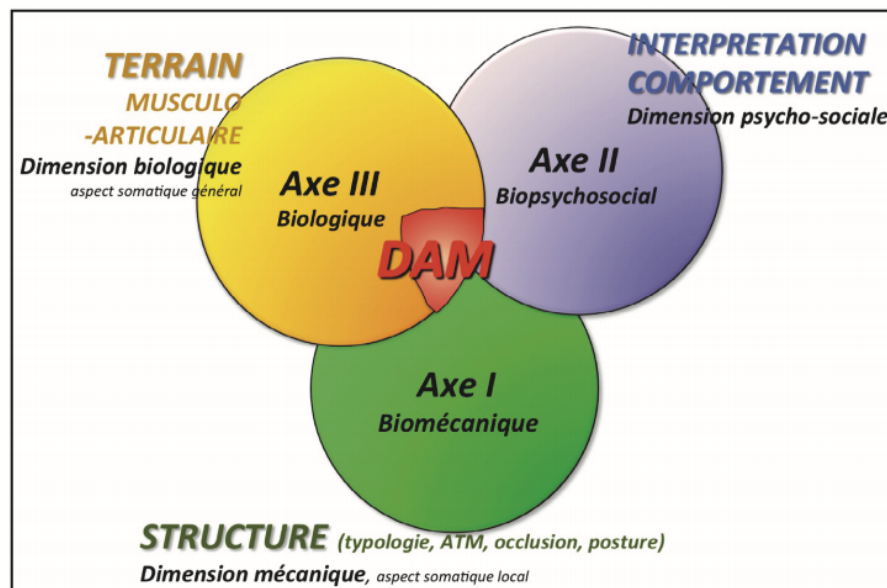 TERRAIN
MUSCULO
-ARTICULAIRE
Dimension biologique
aspect somatique général
INTERPRETATION
COMPORTEMENT
Dimension psycho-sociale
Axe III
Biologique
Axe II
Biopsychosocial
DAM
Axe I
Biomécanique
STRUCTURE (typologie, ATM, occlusion, posture)
Dimension mécanique, aspect somatique local